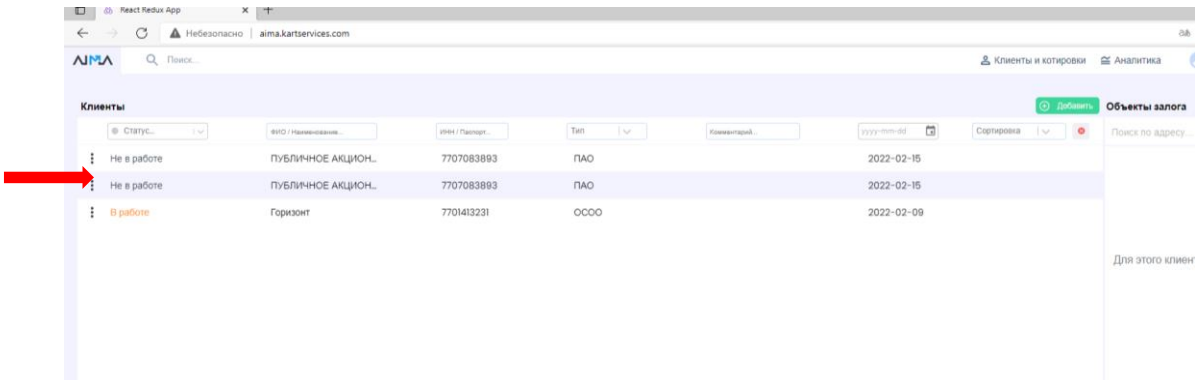 React Redux App
Небезопасно | aima.kartservices.com
AIMA Поиск... Клиенты и котировки Аналитика
Клиенты Добавить Объекты залога
Статус... ФИО / Наименование... ИНН / Паспорт... Тип Комментарий... yyyy-mm-dd Сортировка Поиск по адресу...
Не в работе ПУБЛИЧНОЕ АКЦИОН... 7707083893 ПАО 2022-02-15
Не в работе ПУБЛИЧНОЕ АКЦИОН... 7707083893 ПАО 2022-02-15
В работе Горизонт 7701413231 ОСОО 2022-02-09
Для этого клиен